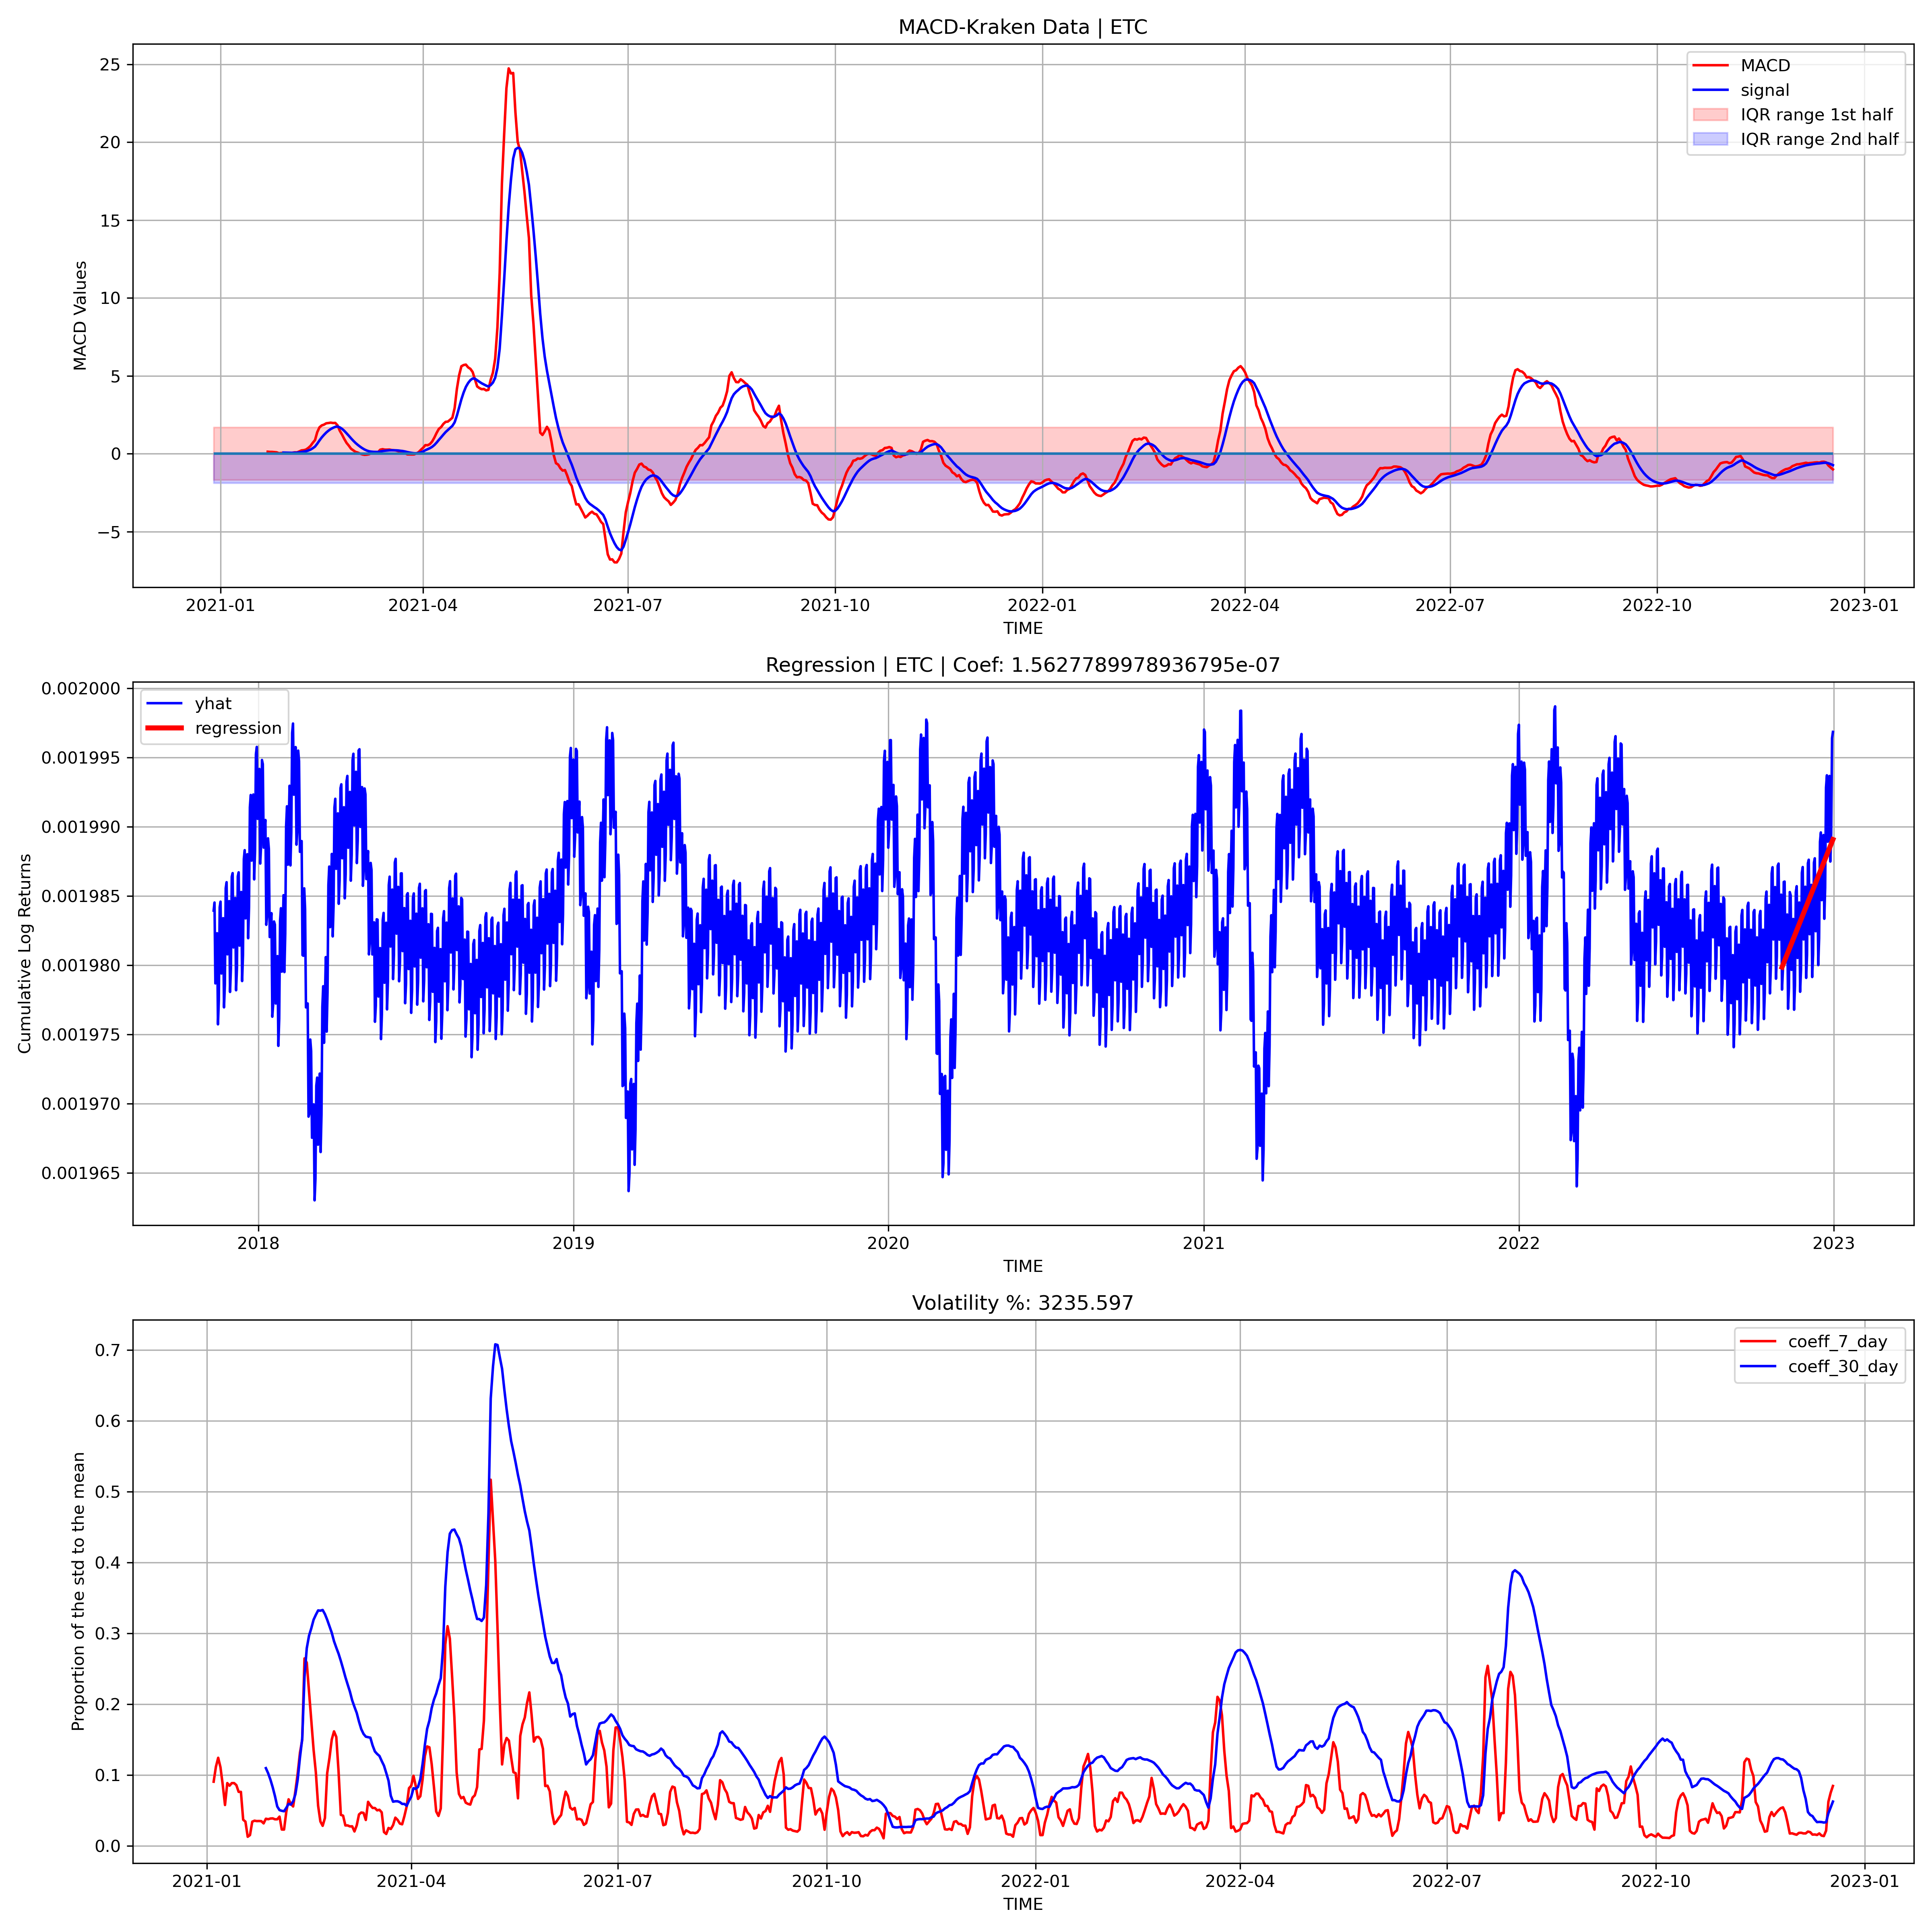 MACD-Kraken Data | ETC
MACD Values
25
20
15
10
5
0
−5
MACD
signal
IQR range 1st half
IQR range 2nd half
2021-01 2021-04 2021-07 2021-10 2022-01 2022-04 2022-07 2022-10 2023-01
TIME
Regression | ETC | Coef: 1.5627789978936795e-07
Cumulative Log Returns
0.002000
0.001995
0.001990
0.001985
0.001980
0.001975
0.001970
0.001965
yhat
regression
2018 2019 2020 2021 2022 2023
TIME
Volatility %: 3235.597
Proportion of the std to the mean
0.7
0.6
0.5
0.4
0.3
0.2
0.1
0.0
coeff_7_day
coeff_30_day
2021-01 2021-04 2021-07 2021-10 2022-01 2022-04 2022-07 2022-10 2023-01
TIME